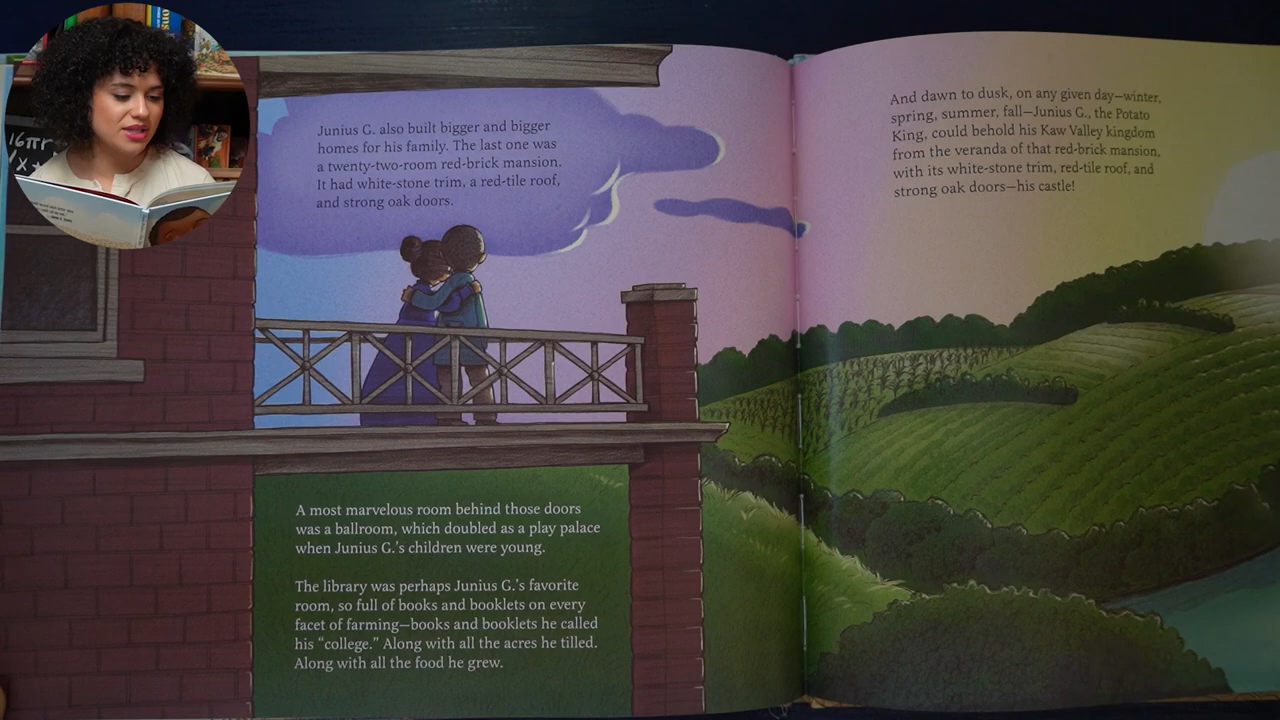 Junius G. also built bigger and bigger
homes for his family. The last one was
a twenty-two-room red-brick mansion.
It had white-stone trim, a red-tile roof,
and strong oak doors.
A most marvelous room behind those doors
was a ballroom, which doubled as a play palace
when Junius G.'s children were young.
The library was perhaps Junius G.'s favorite
room, so full of books and booklets on every
facet of farming—books and booklets he called
his “college.” Along with all the acres he tilled.
Along with all the food he grew.
And dawn to dusk, on any given day—winter,
spring, summer, fall—Junius G., the Potato
King, could behold his Kaw Valley kingdom
from the veranda of that red-brick mansion,
with its white-stone trim, red-tile roof, and
strong oak doors—his castle!
16πr